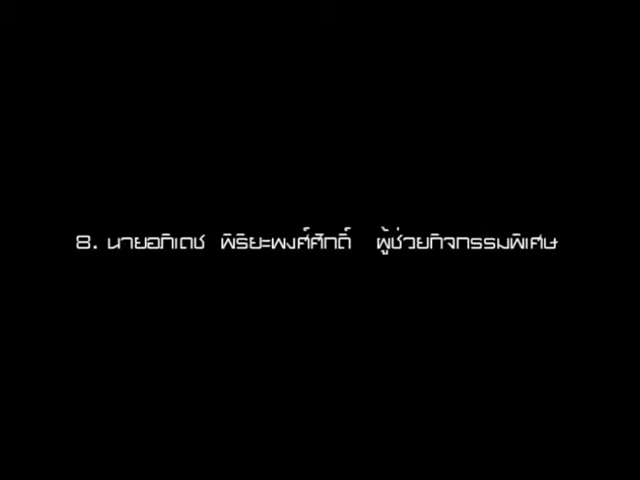 8. นายอภิเดช พิริยะพงศ์ศักดิ์ ผู้ช่วยกิจกรรมพิเศษ